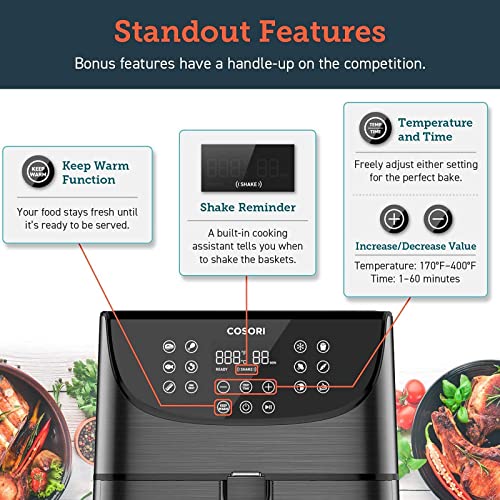 Standout Features
Bonus features have a handle-up on the competition.
KEEP
WARM
Keep Warm
Function
Your food stays fresh until
it's ready to be served.
SHAKE
Shake Reminder
A built-in cooking
assistant tells you when
to shake the baskets.
TEMP
TIME
Temperature
and Time
Freely adjust either setting
for the perfect bake.
+
−
Increase/Decrease Value
Temperature: 170°F–400°F
Time: 1–60 minutes
COSORI
READY
SHAKE
KEEP
WARM